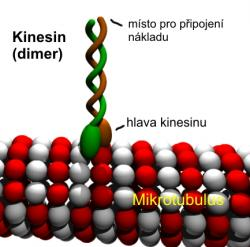 Kinesin
(dimer)
místo pro připojení
nákladu
hlava kinesinu
Mikrotubulus